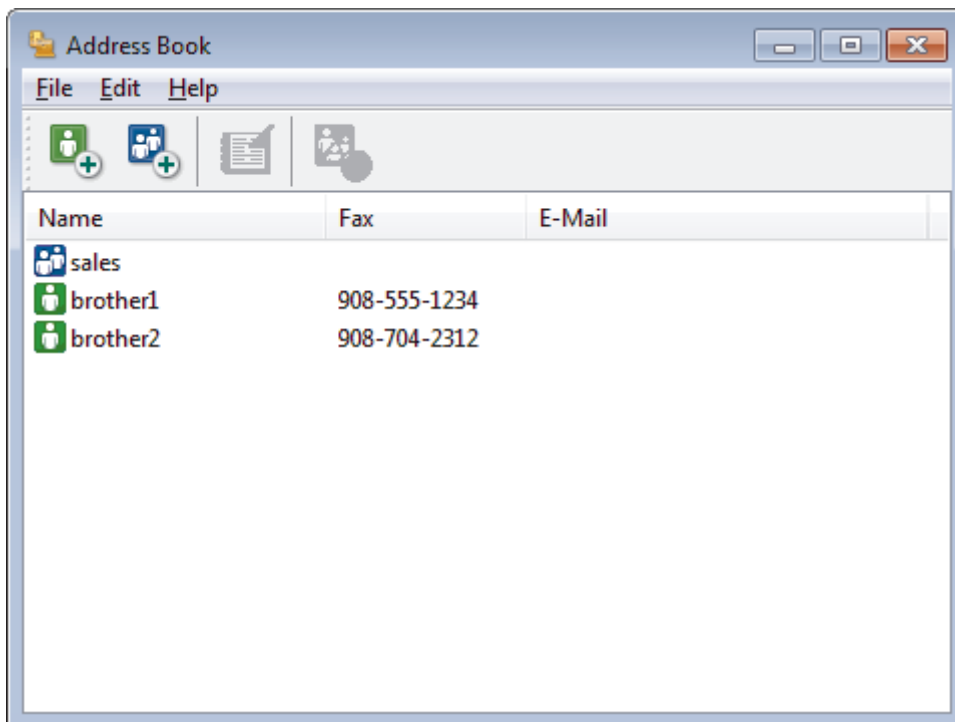 Address Book
File Edit Help
Name Fax E-Mail
sales
brother1 908-555-1234
brother2 908-704-2312